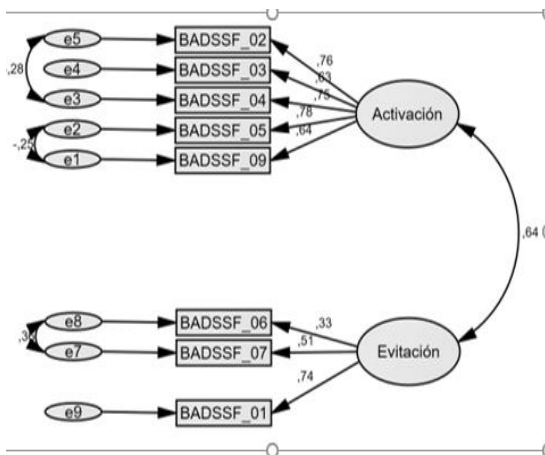 e5 BADSSF_02
,76
e4 BADSSF_03
,63
,28
e3 BADSSF_04
,75
Activación
e2 BADSSF_05
,78
-,25
e1 BADSSF_09
,64
,64
e8 BADSSF_06
,33
e7 BADSSF_07
,51
Evitación
,74
e9 BADSSF_01